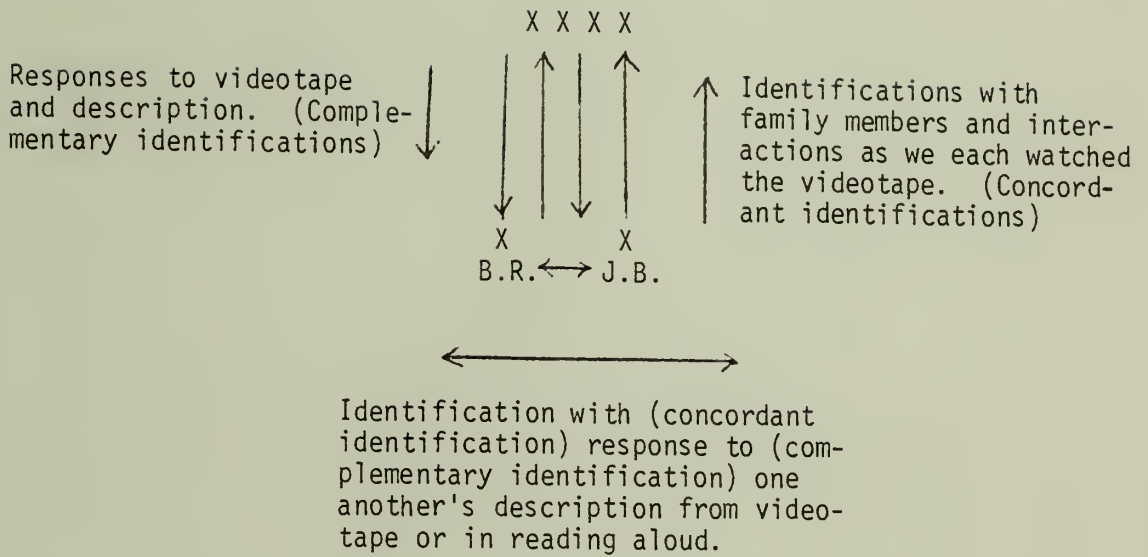 X X X X
Responses to videotape
and description. (Comple-
mentary identifications)
Identifications with
family members and inter-
actions as we each watched
the videotape. (Concord-
ant identifications)
X X
B.R. J.B.
Identification with (concordant
identification) response to (com-
plementary identification) one
another's description from video-
tape or in reading aloud.